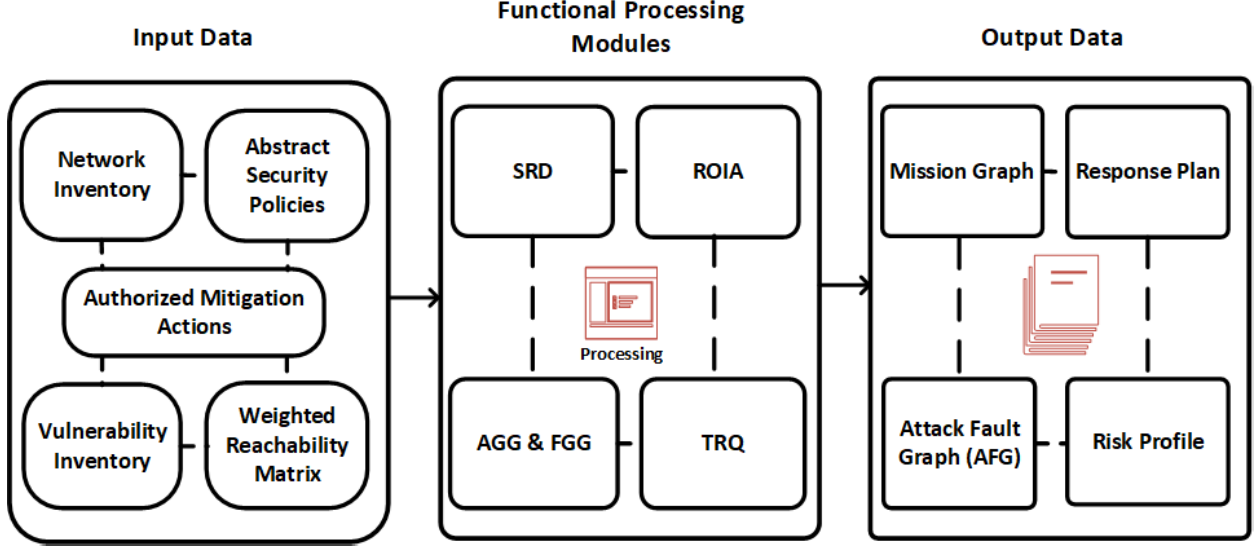 Input Data
Functional Processing
Modules
Output Data
Network
Inventory
Abstract
Security
Policies
Authorized Mitigation
Actions
Vulnerability
Inventory
Weighted
Reachability
Matrix
SRD
ROIA
Processing
AGG & FGG
TRQ
Mission Graph
Response Plan
Attack Fault
Graph (AFG)
Risk Profile